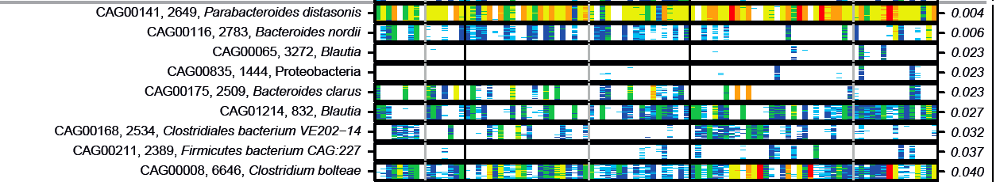 CAG00141, 2649, Parabacteroides distasonis 0.004
CAG00116, 2783, Bacteroides nordii 0.006
CAG00065, 3272, Blautia 0.023
CAG00835, 1444, Proteobacteria 0.023
CAG00175, 2509, Bacteroides clarus 0.023
CAG01214, 832, Blautia 0.027
CAG00168, 2534, Clostridiales bacterium VE202−14 0.032
CAG00211, 2389, Firmicutes bacterium CAG:227 0.037
CAG00008, 6646, Clostridium bolteae 0.040